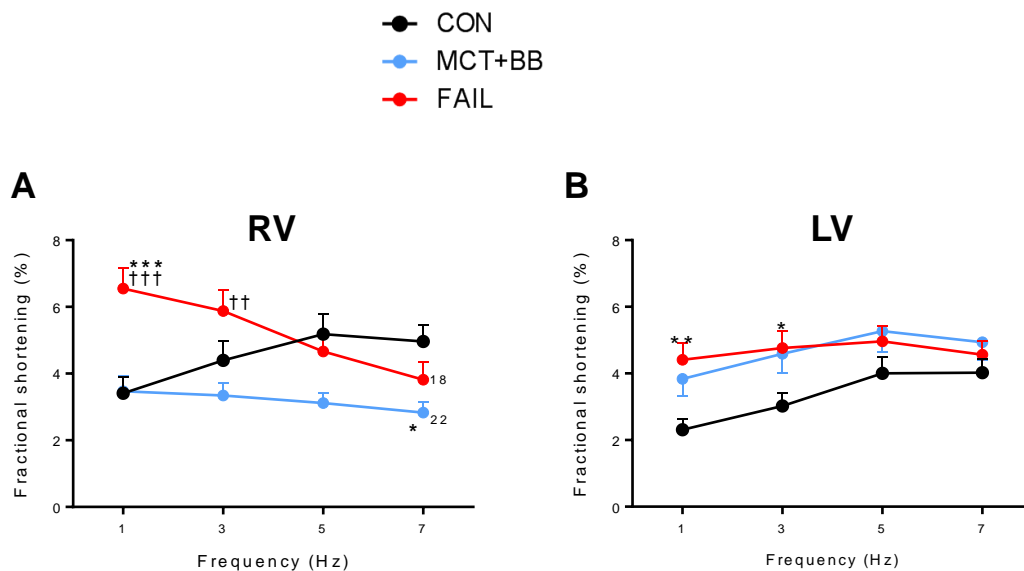 CON
MCT+BB
FAIL
A
RV
Fractional shortening (%)
8
6
4
2
0
***
†††
††
18
22
*
1 3 5 7
Frequency (Hz)
B
LV
Fractional shortening (%)
8
6
4
2
0
**
*
1 3 5 7
Frequency (Hz)